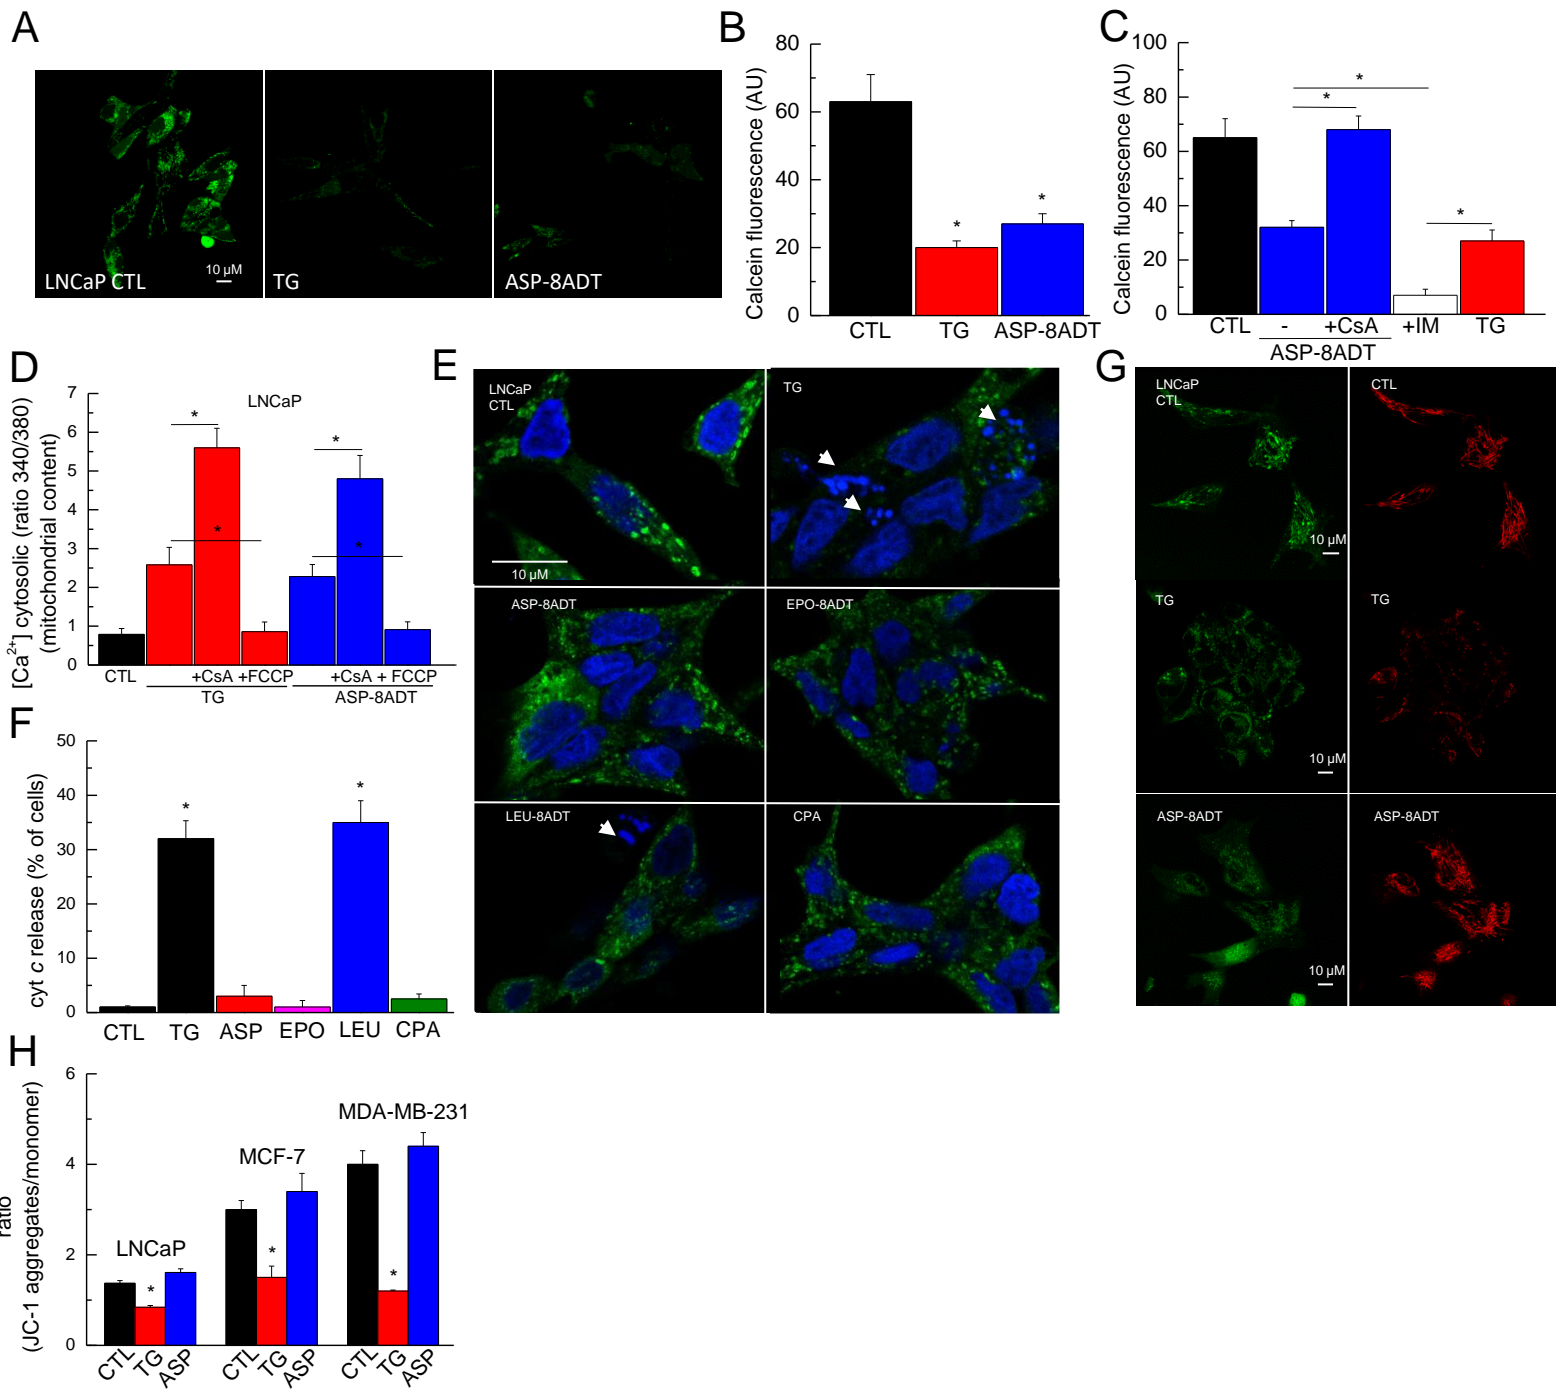 A
LNCaP CTL
10 µM
TG
ASP-8ADT
B
Calcein fluorescence (AU)
80
60
40
20
0
*
*
CTL
TG
ASP-8ADT
C
Calcein fluorescence (AU)
100
80
60
40
20
0
*
*
*
CTL
-
+CsA
+IM
TG
ASP-8ADT
D
[Ca2+] cytosolic (ratio 340/380)
(mitochondrial content)
7
6
5
4
3
2
1
0
LNCaP
*
*
*
*
CTL
+CsA +FCCP
+CsA + FCCP
TG
ASP-8ADT
E
LNCaP
CTL
10 µM
TG
ASP-8ADT
EPO-8ADT
LEU-8ADT
CPA
F
cyt c release (% of cells)
50
40
30
20
10
0
*
*
CTL
TG
ASP
EPO
LEU
CPA
G
LNCaP
CTL
10 µM
CTL
TG
10 µM
TG
ASP-8ADT
10 µM
ASP-8ADT
H
ratio
(JC-1 aggregates/monomer)
6
4
2
0
LNCaP
MCF-7
MDA-MB-231
*
*
*
CTL
TG
ASP
CTL
TG
ASP
CTL
TG
ASP